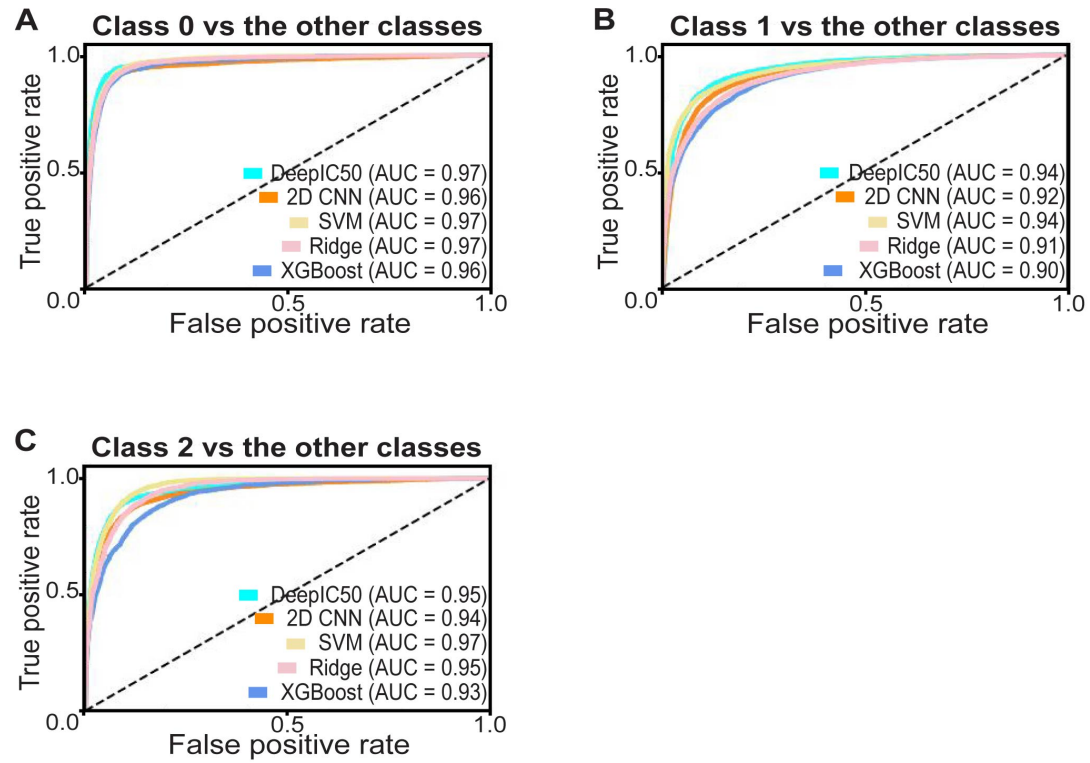 A
Class 0 vs the other classes
1.0
0.5
0.0
True positive rate
DeepIC50 (AUC = 0.97)
2D CNN (AUC = 0.96)
SVM (AUC = 0.97)
Ridge (AUC = 0.97)
XGBoost (AUC = 0.96)
0.5
1.0
False positive rate
B
Class 1 vs the other classes
1.0
0.5
0.0
True positive rate
DeepIC50 (AUC = 0.94)
2D CNN (AUC = 0.92)
SVM (AUC = 0.94)
Ridge (AUC = 0.91)
XGBoost (AUC = 0.90)
0.5
1.0
False positive rate
C
Class 2 vs the other classes
1.0
0.5
0.0
True positive rate
DeepIC50 (AUC = 0.95)
2D CNN (AUC = 0.94)
SVM (AUC = 0.97)
Ridge (AUC = 0.95)
XGBoost (AUC = 0.93)
0.5
1.0
False positive rate